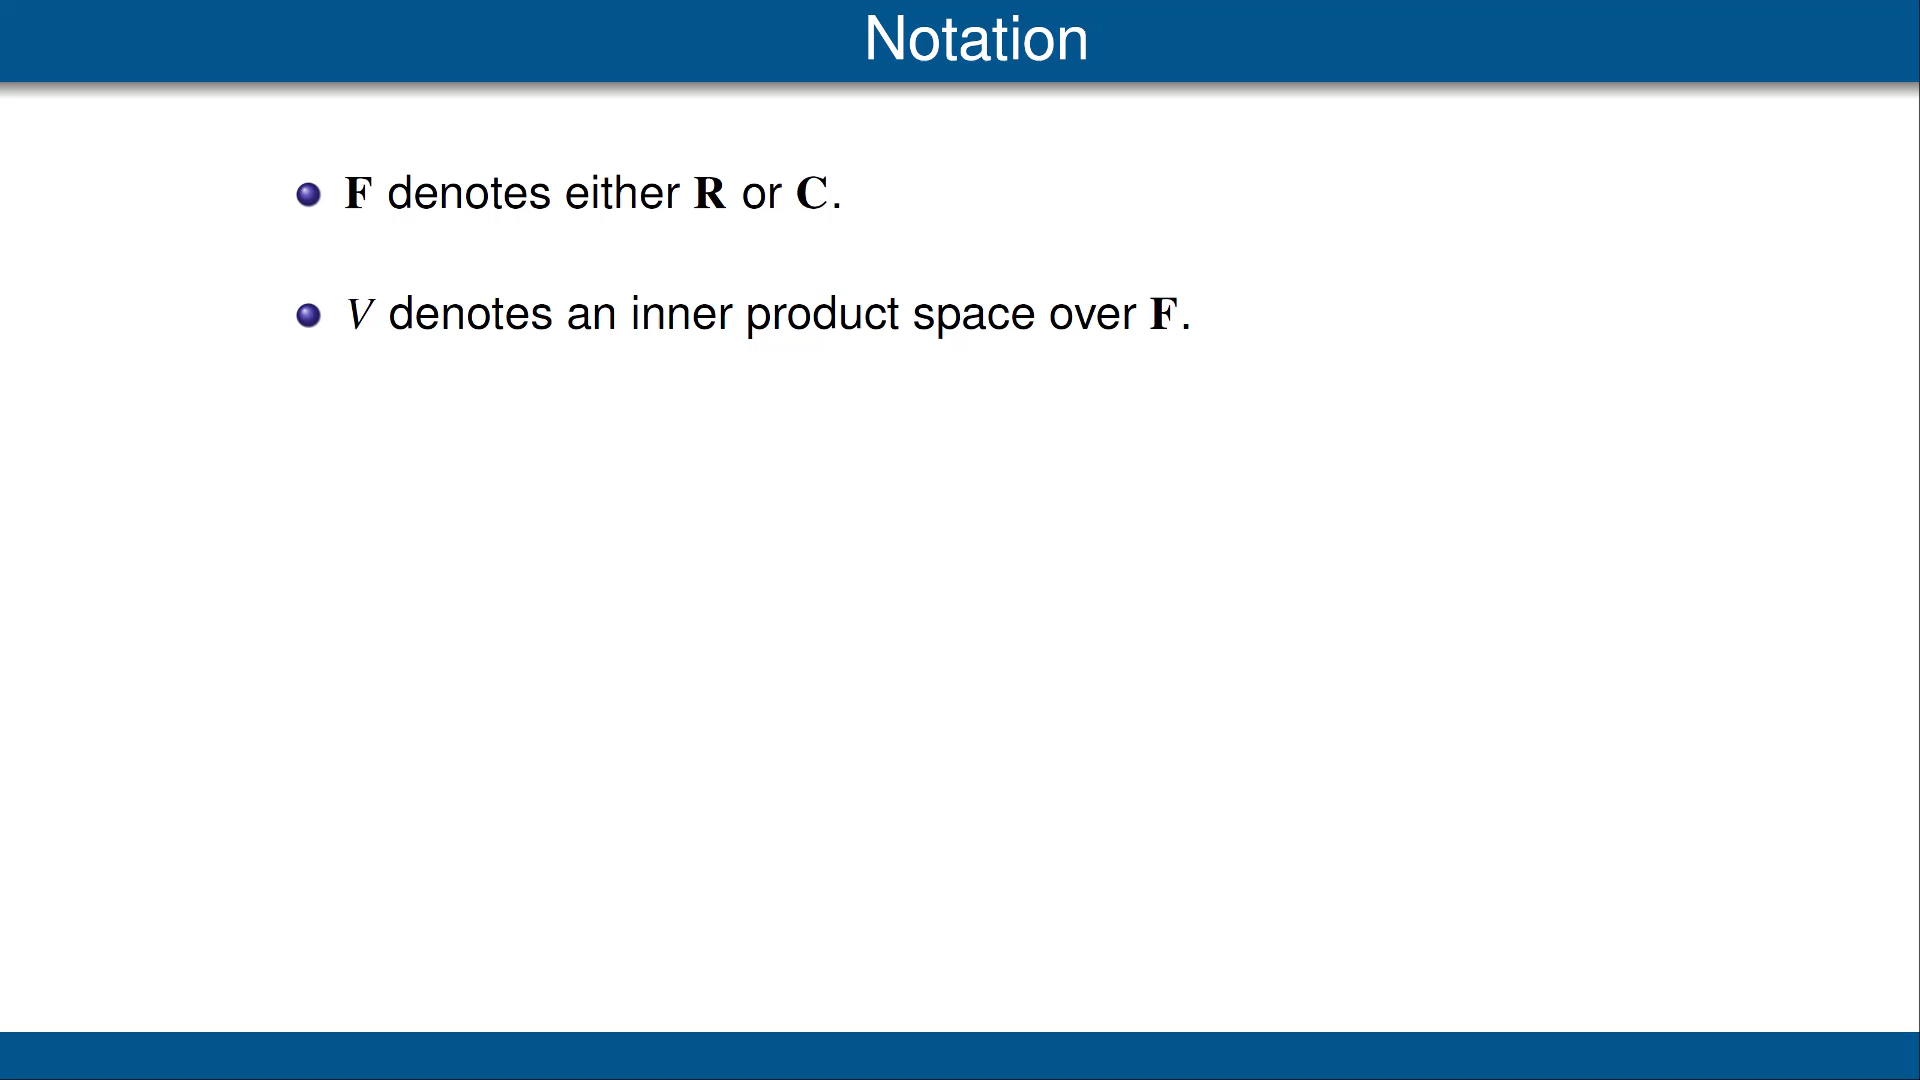 Notation
F denotes either R or C.
V denotes an inner product space over F.